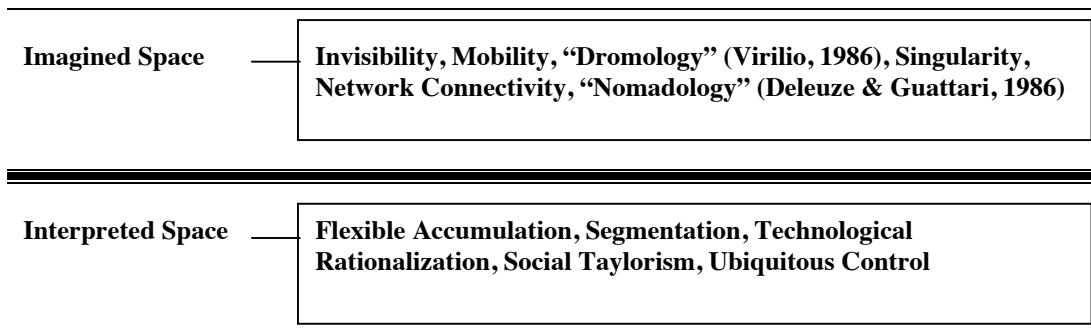 Imagined Space
Invisibility, Mobility, “Dromology” (Virilio, 1986), Singularity,
Network Connectivity, “Nomadology” (Deleuze & Guattari, 1986)
Interpreted Space
Flexible Accumulation, Segmentation, Technological
Rationalization, Social Taylorism, Ubiquitous Control